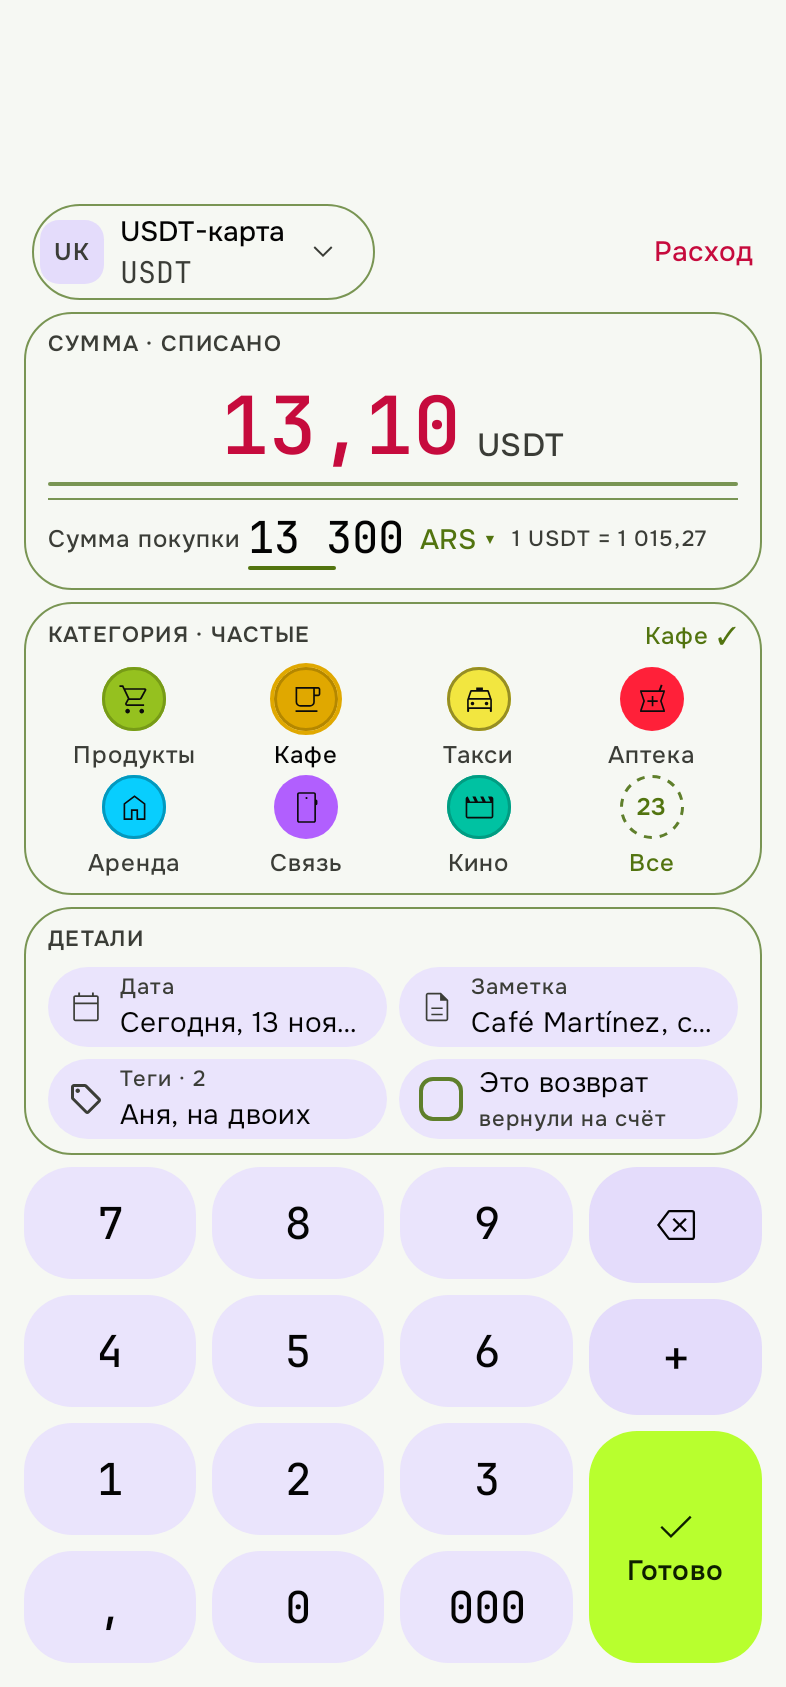 UK
USDT-карта
USDT
Расход
СУММА · СПИСАНО
13,10 USDT
Сумма покупки 13 300 ARS ▾ 1 USDT = 1 015,27
КАТЕГОРИЯ · ЧАСТЫЕ
Кафе ✓
Продукты Кафе Такси Аптека
23
Аренда Связь Кино Все
ДЕТАЛИ
Дата
Сегодня, 13 ноя...
Заметка
Café Martínez, с...
Теги · 2
Аня, на двоих
Это возврат
вернули на счёт
7 8 9
4 5 6 +
1 2 3
Готово
, 0 000